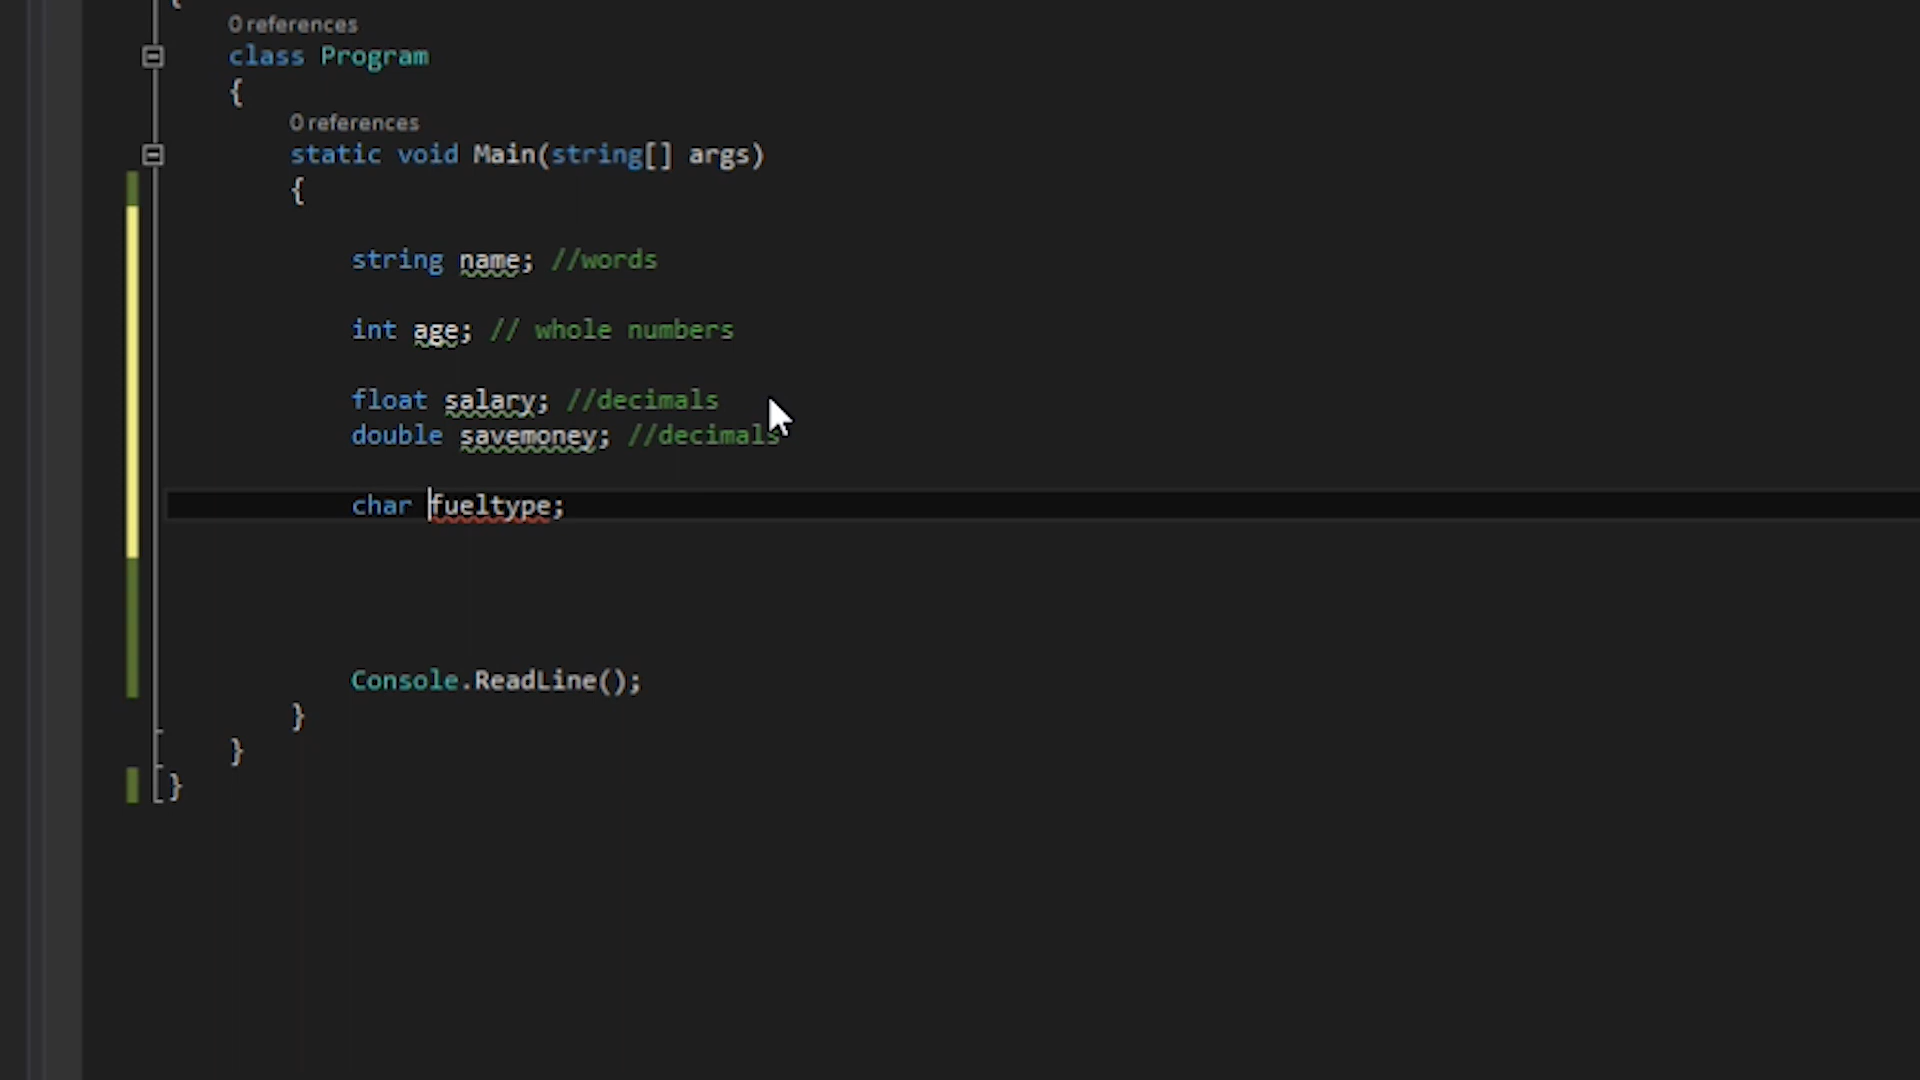 {
0 references
class Program
{
0 references
static void Main(string[] args)
{
string name; //words
int age; // whole numbers
float salary; //decimals
double savemoney; //decimals
char fueltype;
Console.ReadLine();
}
}
}